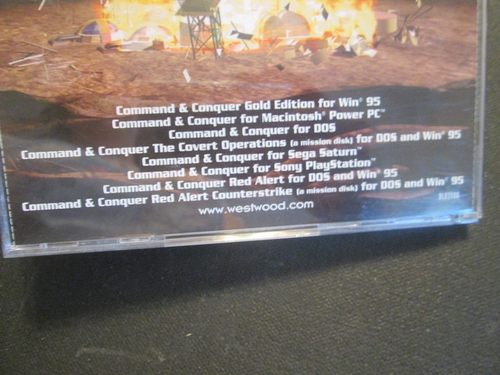 Command & Conquer Gold Edition for Win® 95
Command & Conquer for Macintosh® Power PC™
Command & Conquer for DOS
Command & Conquer The Covert Operations (a mission disk) for DOS and Win® 95
Command & Conquer for Sega Saturn™
Command & Conquer for Sony PlayStation™
Command & Conquer Red Alert for DOS and Win® 95
Command & Conquer Red Alert Counterstrike (a mission disk) for DOS and Win® 95
www.westwood.com